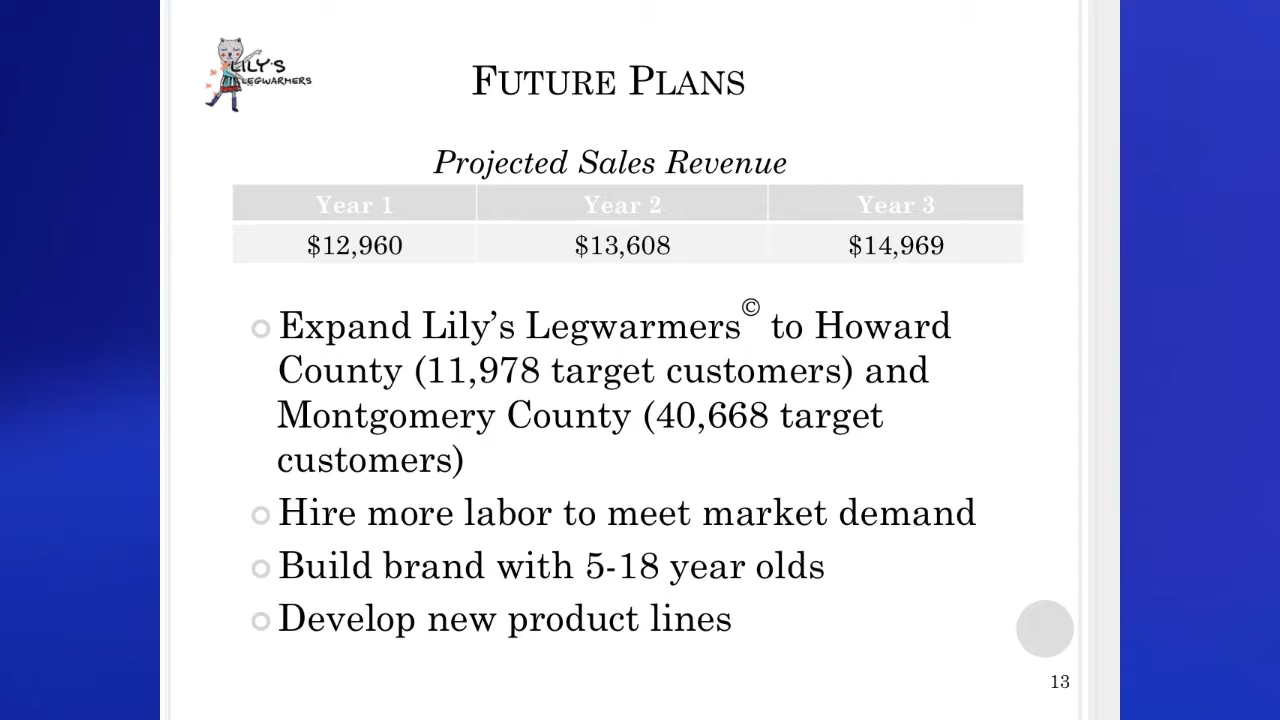 LILY'S
LEGWARMERS
FUTURE PLANS
Projected Sales Revenue
Year 1 Year 2 Year 3
$12,960 $13,608 $14,969
Expand Lily’s Legwarmers© to Howard
County (11,978 target customers) and
Montgomery County (40,668 target
customers)
Hire more labor to meet market demand
Build brand with 5-18 year olds
Develop new product lines
13